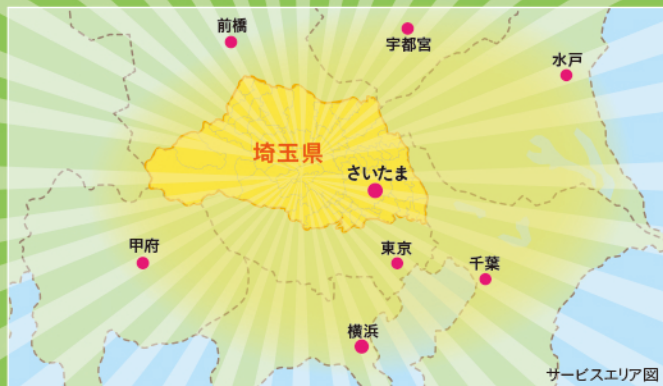 前橋
宇都宮
水戸
埼玉県
さいたま
甲府
東京
千葉
横浜
サービスエリア図